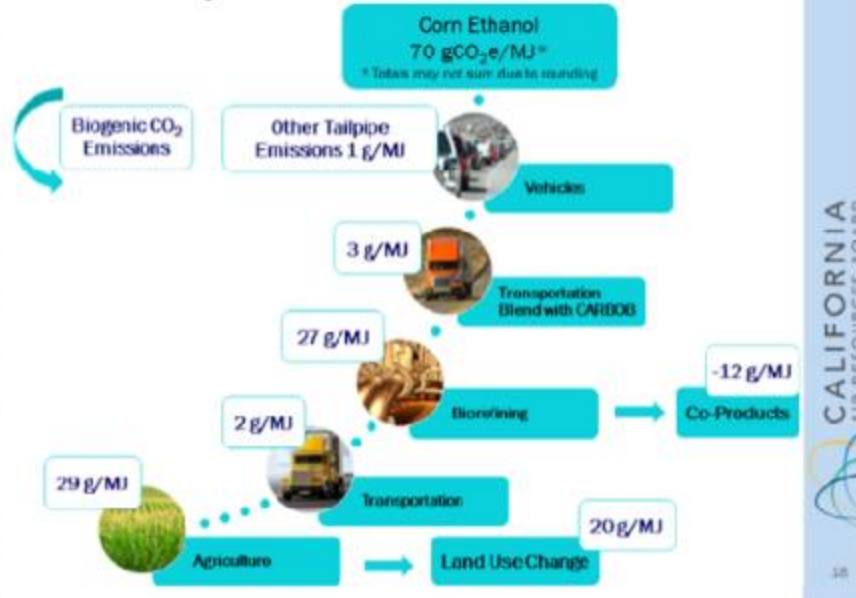 Corn Ethanol
70 gCO₂e/MJ*
* Totals may not sum due to rounding
Biogenic CO₂
Emissions
Other Tailpipe
Emissions 1 g/MJ
Vehicles
3 g/MJ
Transportation
Blend with CARBOB
27 g/MJ
Biorefining
-12 g/MJ
Co-Products
2 g/MJ
Transportation
29 g/MJ
Agriculture
20 g/MJ
Land Use Change
CALIFORNIA
18